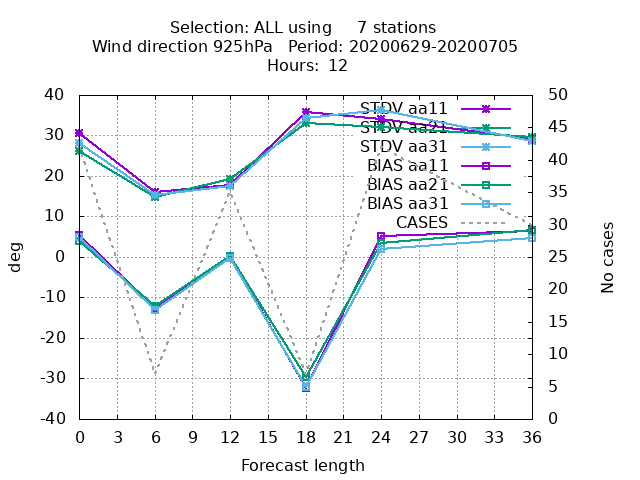 Selection: ALL using 7 stations
Wind direction 925hPa Period: 20200629-20200705
Hours: 12
40
30
20
10
0
-10
-20
-30
-40
deg
50
45
40
35
30
25
20
15
10
5
0
No cases
STDV aa11
STDV aa21
STDV aa31
BIAS aa11
BIAS aa21
BIAS aa31
CASES
0 3 6 9 12 15 18 21 24 27 30 33 36
Forecast length